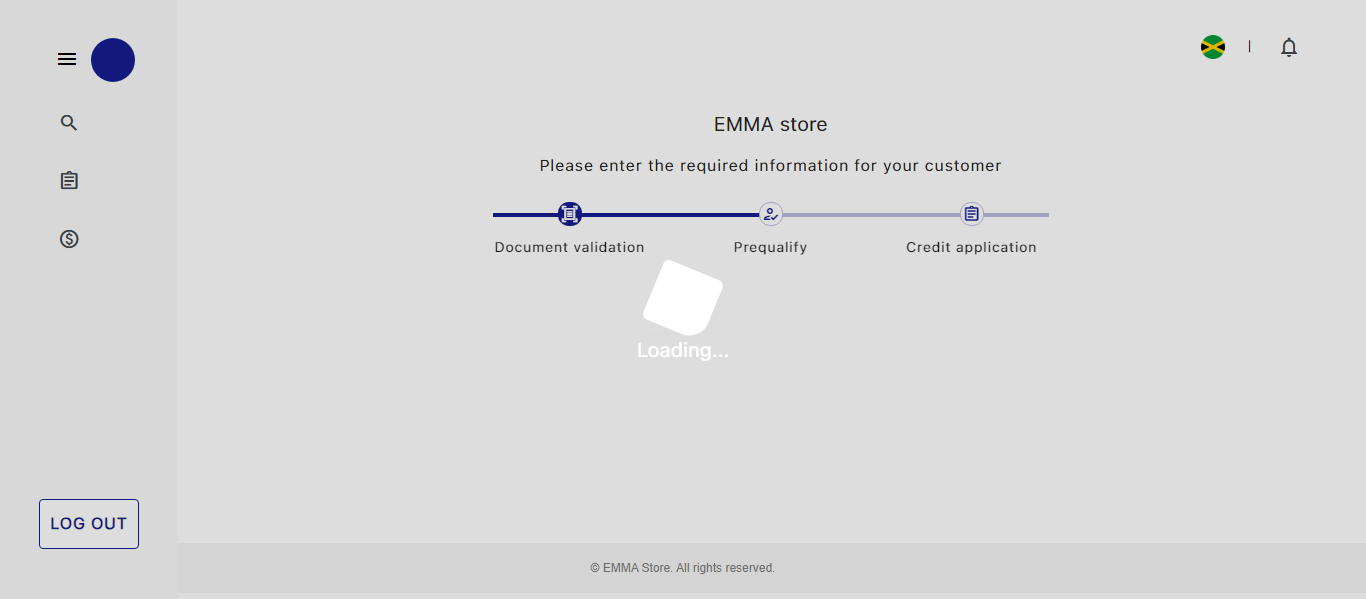 EMMA store
Please enter the required information for your customer
Document validation
Prequalify
Credit application
Loading...
LOG OUT
© EMMA Store. All rights reserved.